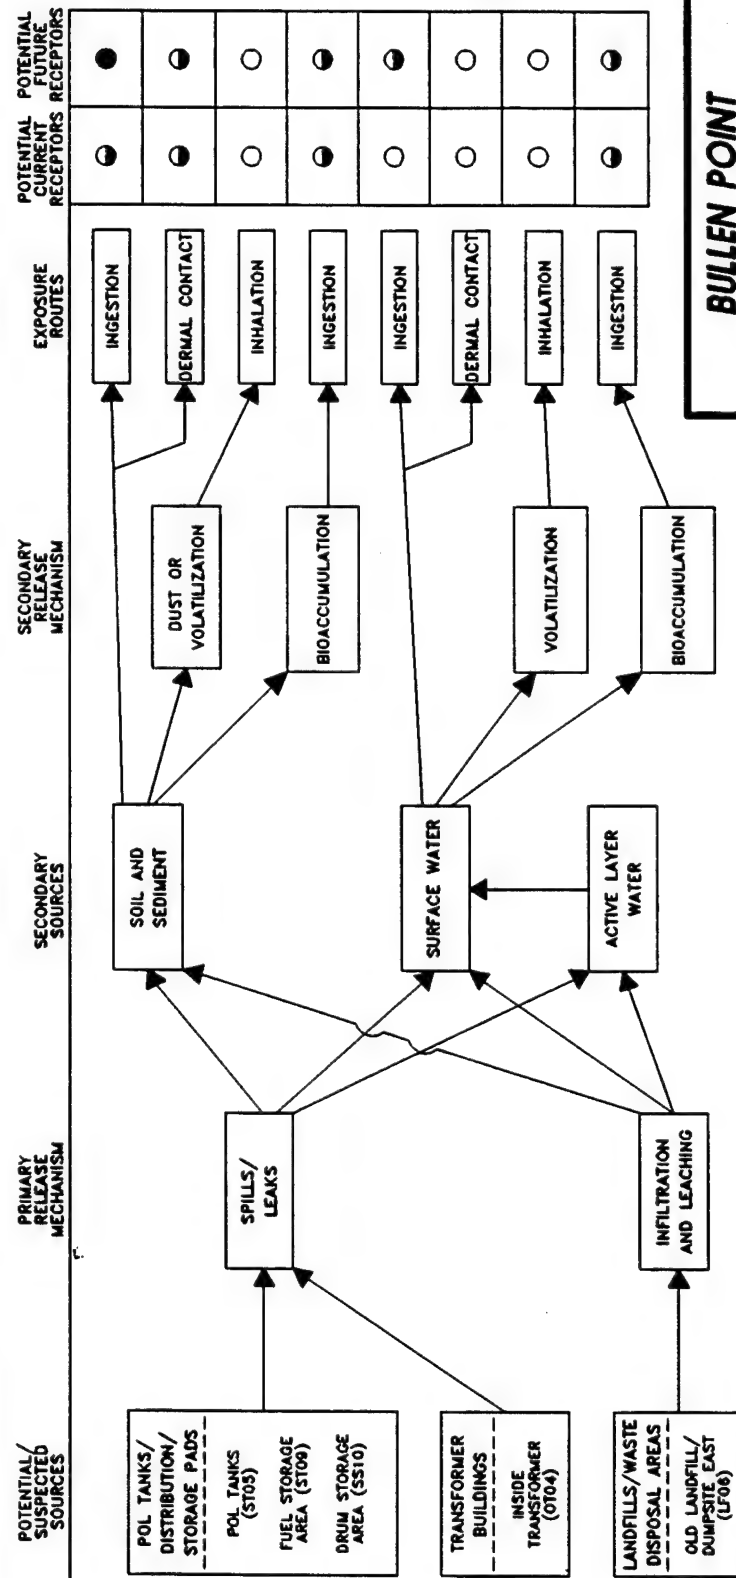 POTENTIAL/
SUSPECTED
SOURCES
PRIMARY
RELEASE
MECHANISM
SECONDARY
SOURCES
SECONDARY
RELEASE
MECHANISM
EXPOSURE
ROUTES
POTENTIAL
CURRENT
RECEPTORS
POTENTIAL
FUTURE
RECEPTORS
POL TANKS/
DISTRIBUTION/
STORAGE PADS
POL TANKS
(ST05)
FUEL STORAGE
AREA (ST09)
DRUM STORAGE
AREA (SS10)
TRANSFORMER
BUILDINGS
INSIDE
TRANSFORMER
(OT04)
LANDFILLS/WASTE
DISPOSAL AREAS
OLD LANDFILL/
DUMPSITE EAST
(LF06)
SPILLS/
LEAKS
INFILTRATION
AND LEACHING
SOIL AND
SEDIMENT
SURFACE WATER
ACTIVE LAYER
WATER
DUST OR
VOLATILIZATION
BIOACCUMULATION
VOLATILIZATION
BIOACCUMULATION
INGESTION
DERMAL CONTACT
INHALATION
INGESTION
INGESTION
DERMAL CONTACT
INHALATION
INGESTION
BULLEN POINT